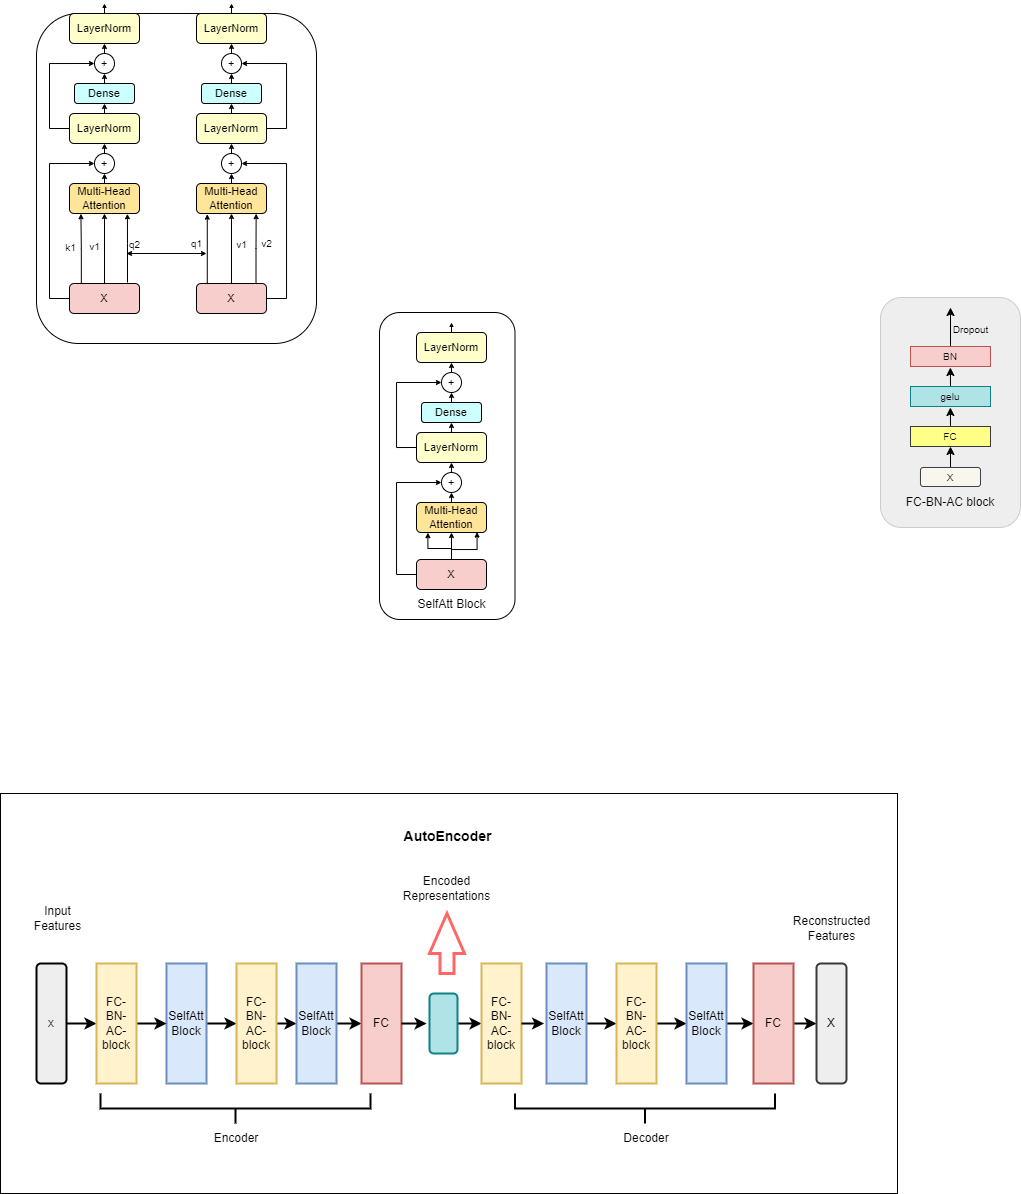 LayerNorm
LayerNorm
+
+
Dense
Dense
LayerNorm
LayerNorm
+
+
Multi-Head
Attention
Multi-Head
Attention
k1
v1
q2
q1
v1
v2
X
X
LayerNorm
+
Dense
LayerNorm
+
Multi-Head
Attention
X
SelfAtt Block
Dropout
BN
gelu
FC
X
FC-BN-AC block
AutoEncoder
Encoded
Representations
Input
Features
Reconstructed
Features
x
FC-
BN-
AC-
block
SelfAtt
Block
FC-
BN-
AC-
block
SelfAtt
Block
FC
FC-
BN-
AC-
block
SelfAtt
Block
FC-
BN-
AC-
block
SelfAtt
Block
FC
X
Encoder
Decoder